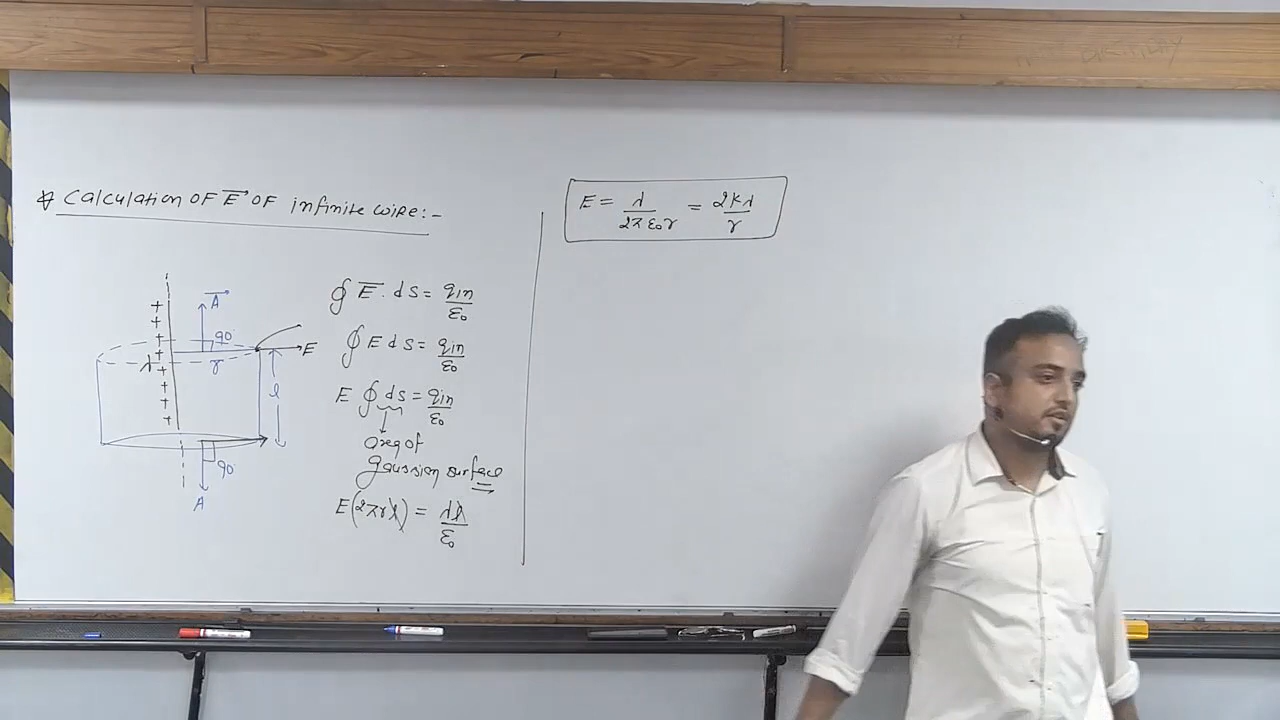 * Calculation OF E⃗ OF infinite wire:-
+
+
+
+
+
+
+
+
A⃗
90
E
λ
r
l
90
A
∮ E⃗ . ds = qin/ε₀
∮ E ds = qin/ε₀
E ∮ ds = qin/ε₀
area of
gaussian surface
E(2πrl) = λl/ε₀
E = λ/2πε₀r = 2kλ/r